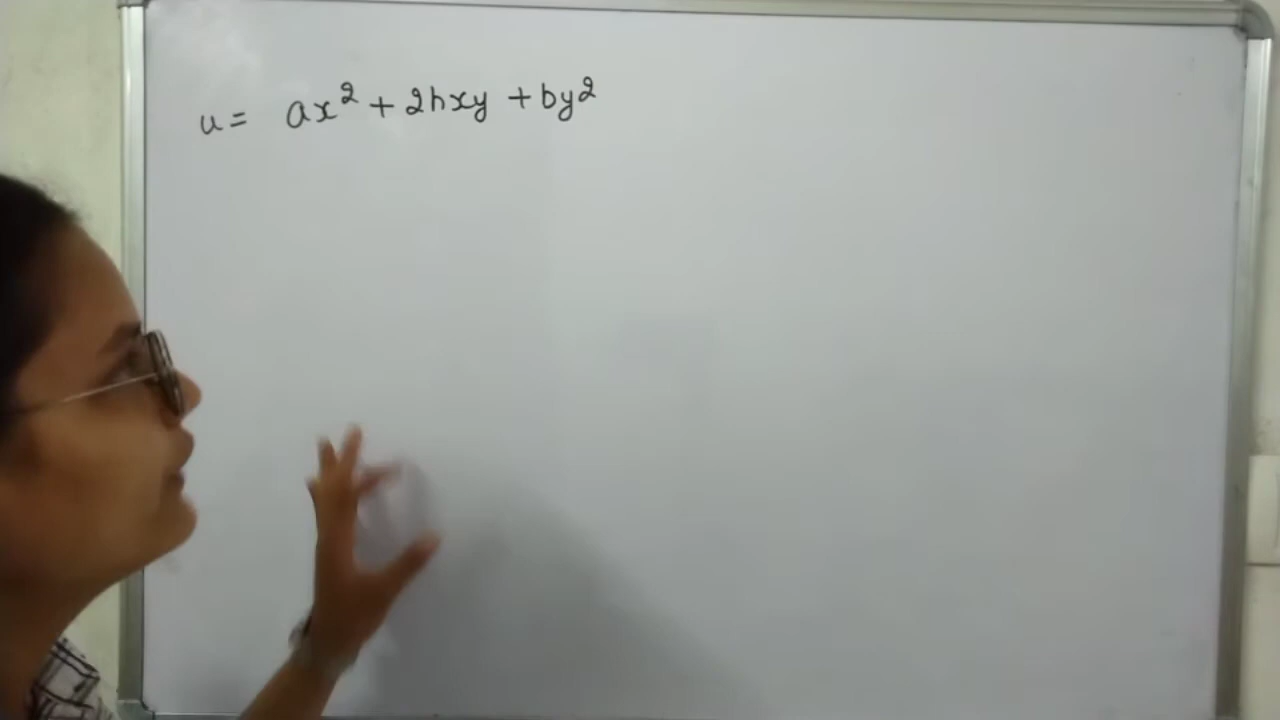 u = ax² + 2hxy + by²